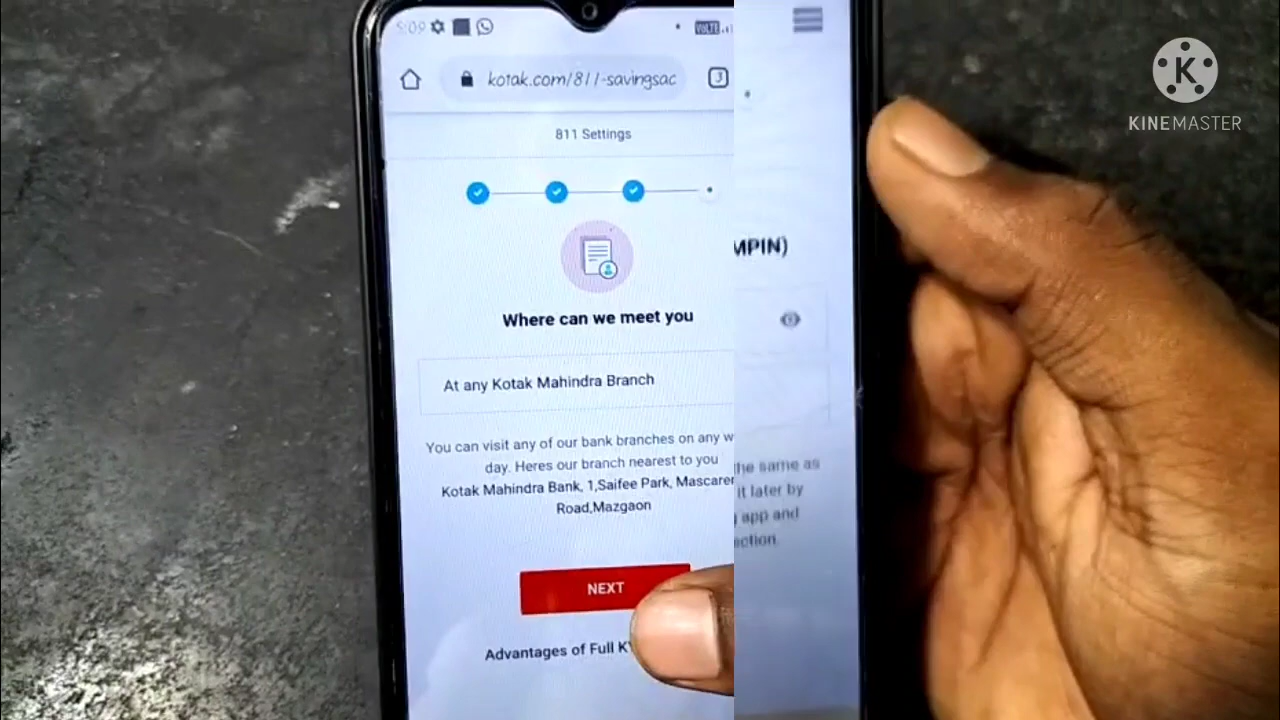 5:09
VoLTE
kotak.com/811-savingsac
3
811 Settings
Where can we meet you
At any Kotak Mahindra Branch
You can visit any of our bank branches on any w
day. Heres our branch nearest to you
Kotak Mahindra Bank, 1,Saifee Park, Mascaren
Road,Mazgaon
NEXT
Advantages of Full K
MPIN)
the same as
it later by
app and
ection.
K
KINEMASTER